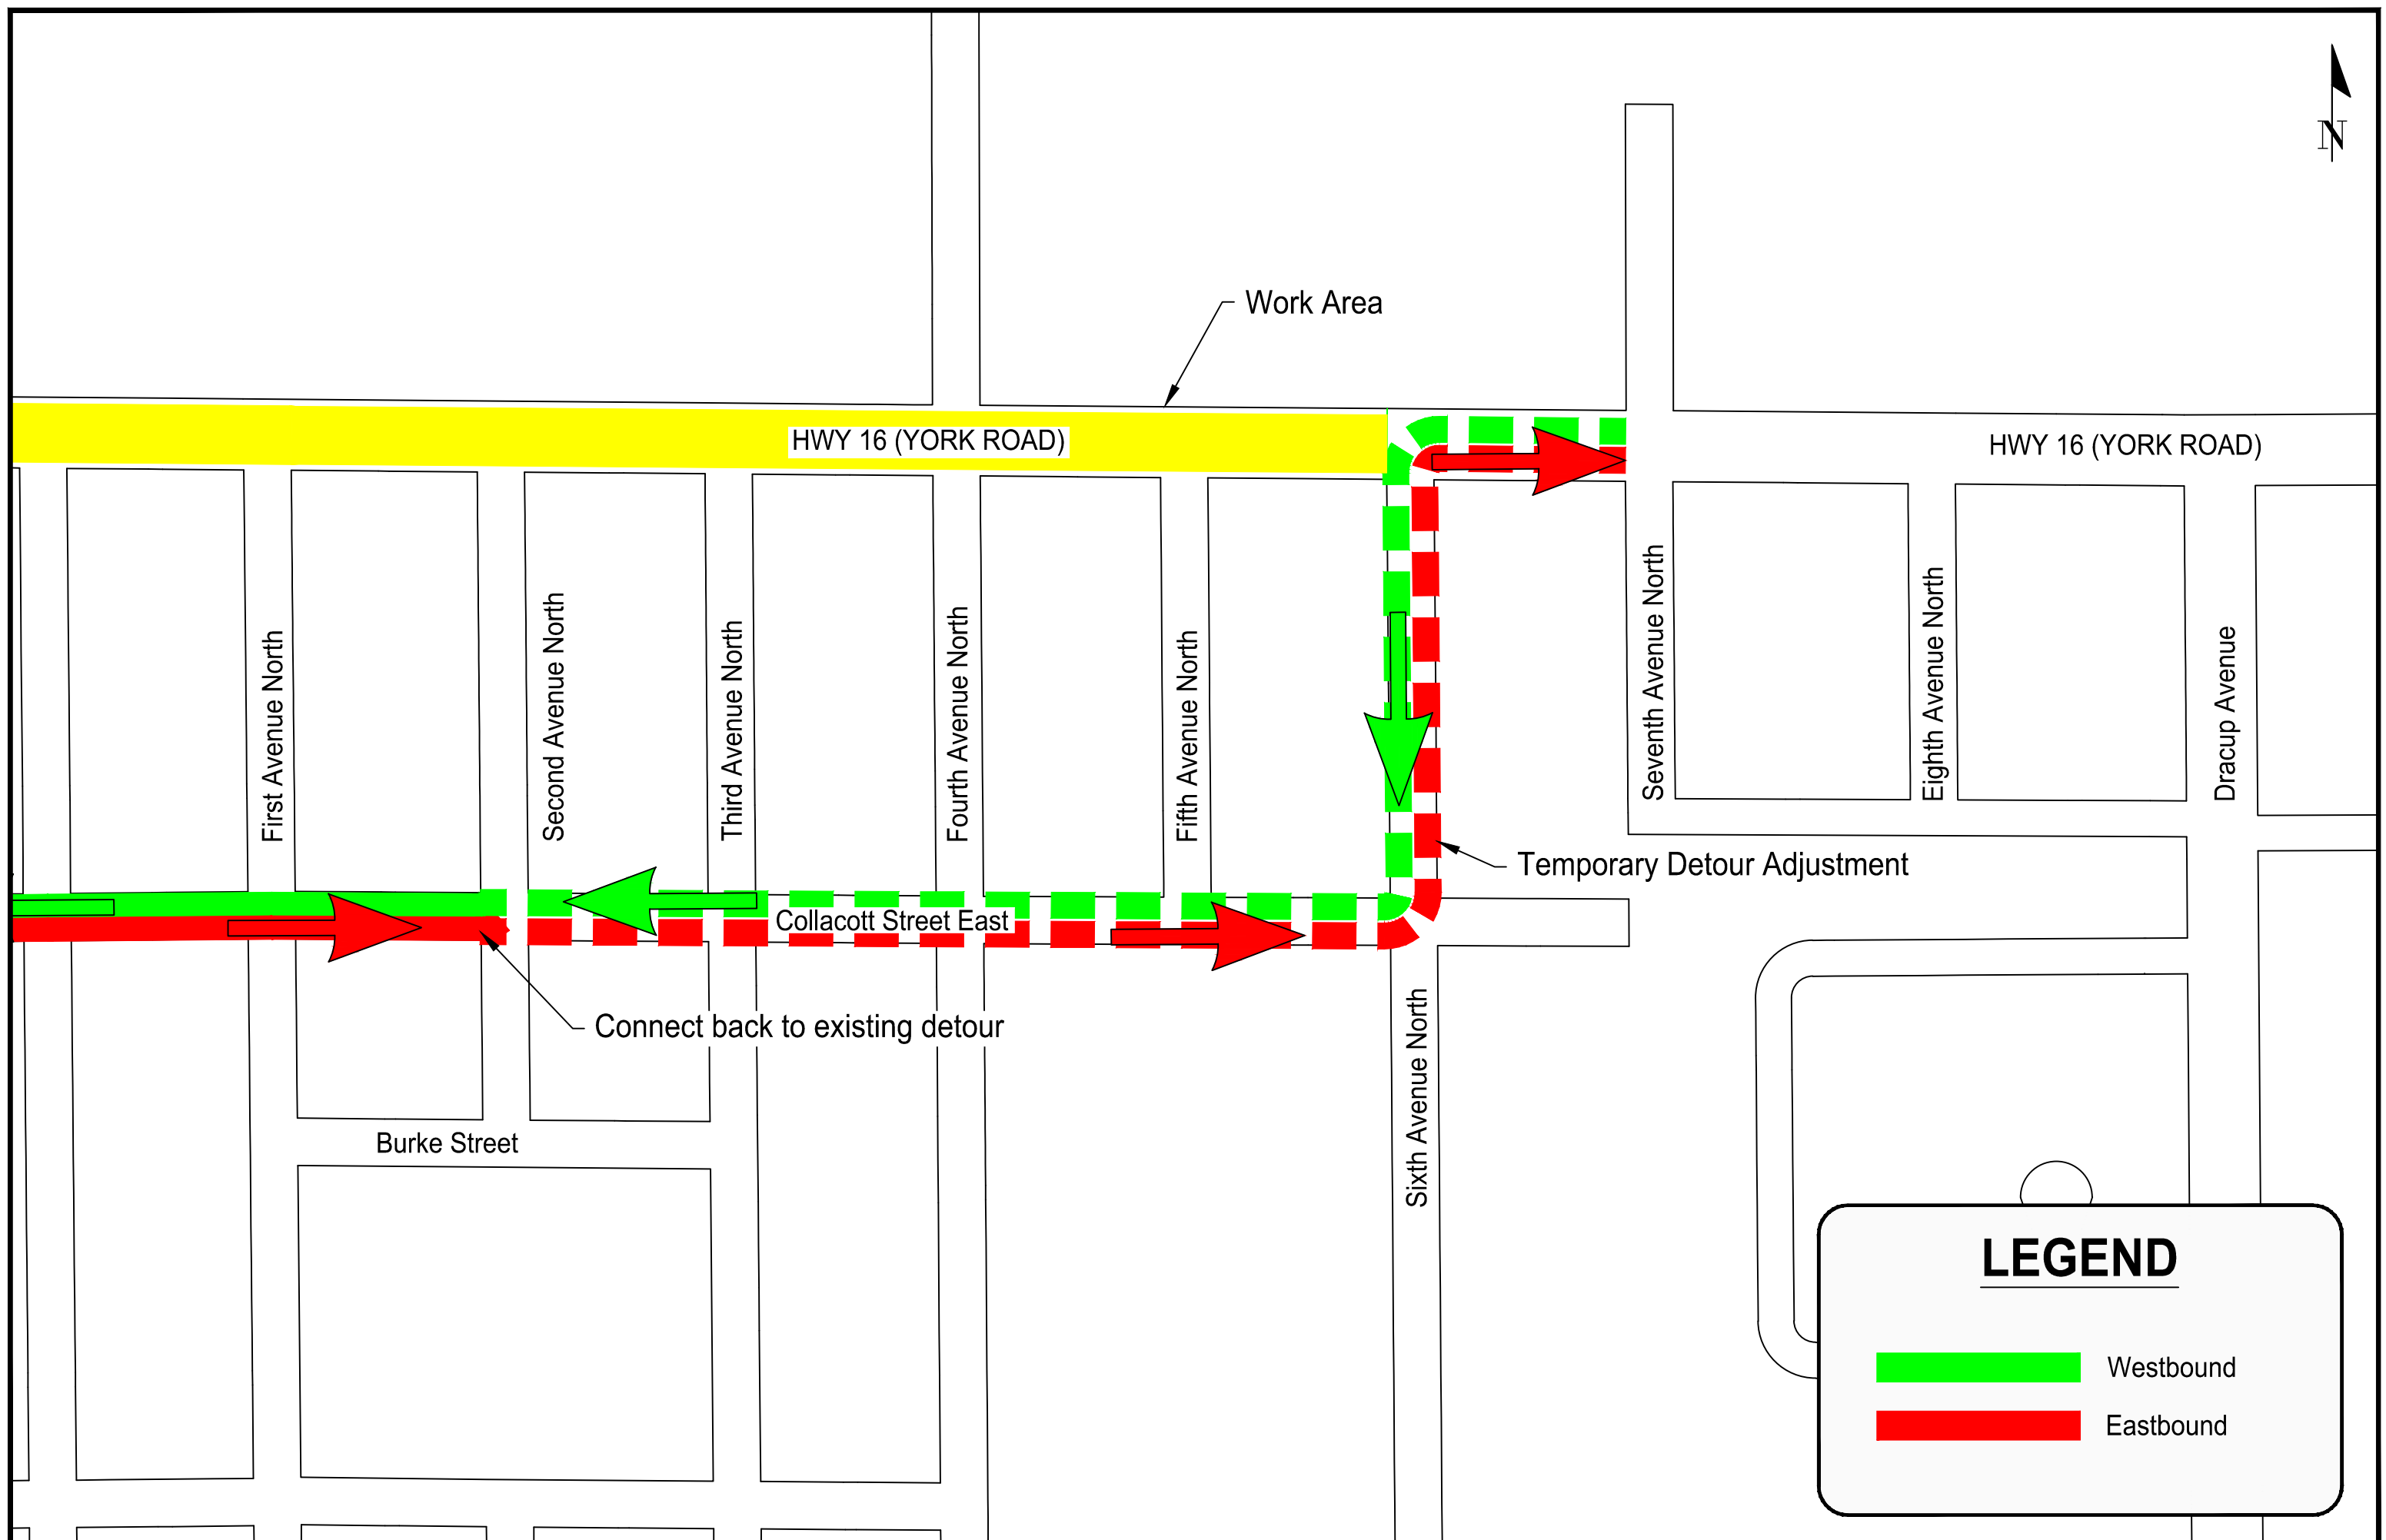 N
Work Area
HWY 16 (YORK ROAD)
HWY 16 (YORK ROAD)
First Avenue North
Second Avenue North
Third Avenue North
Fourth Avenue North
Fifth Avenue North
Seventh Avenue North
Eighth Avenue North
Dracup Avenue
Temporary Detour Adjustment
Collacott Street East
Connect back to existing detour
Sixth Avenue North
Burke Street
LEGEND
Westbound
Eastbound